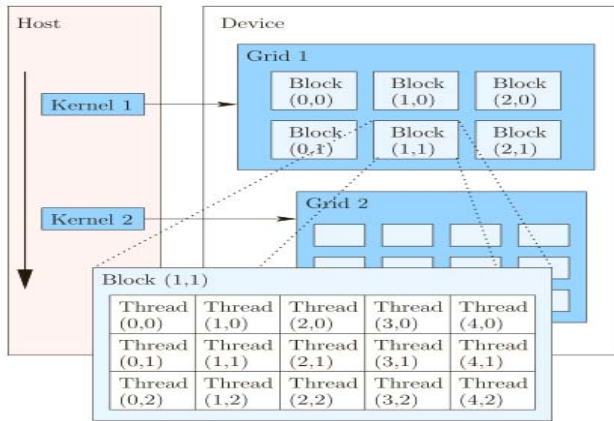 Host
Device
Grid 1
Block Block Block
(0,0) (1,0) (2,0)
Kernel 1
Block Block Block
(0,1) (1,1) (2,1)
Grid 2
Kernel 2
Block (1,1)
Thread Thread Thread Thread Thread
(0,0) (1,0) (2,0) (3,0) (4,0)
Thread Thread Thread Thread Thread
(0,1) (1,1) (2,1) (3,1) (4,1)
Thread Thread Thread Thread Thread
(0,2) (1,2) (2,2) (3,2) (4,2)